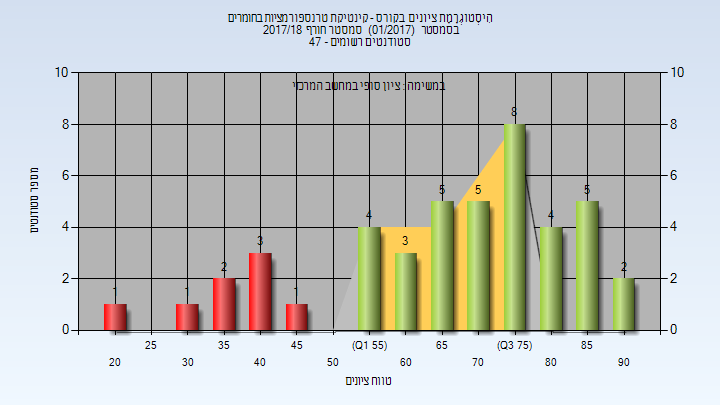 היסטוגרמת ציונים בקורס - קינטיקת טרנספורמציות בחומרים
בסמסטר (01/2017) סמסטר חורף 2017/18
סטודנטים רשומים - 47
במשימה : ציון סופי במחשב המרכזי
10 10
8 8
6 6
4 4
2 2
0 0
1 1 2 3 1 4 3 5 5 8 4 5 2
מספר סטודנטים
25 35 45 (Q1 55) 65 (Q3 75) 85
20 30 40 50 60 70 80 90
טווח ציונים